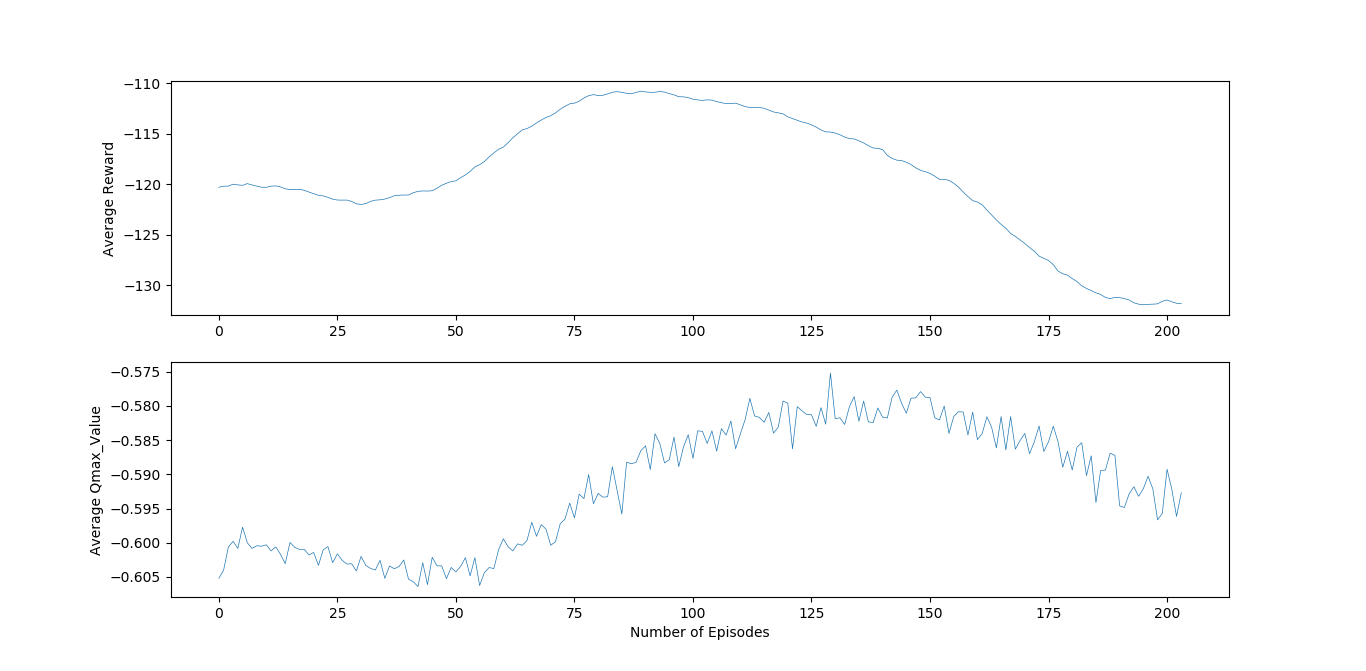 −110
−115
−120
−125
−130
Average Reward
0 25 50 75 100 125 150 175 200
−0.575
−0.580
−0.585
−0.590
−0.595
−0.600
−0.605
Average Qmax_Value
0 25 50 75 100 125 150 175 200
Number of Episodes